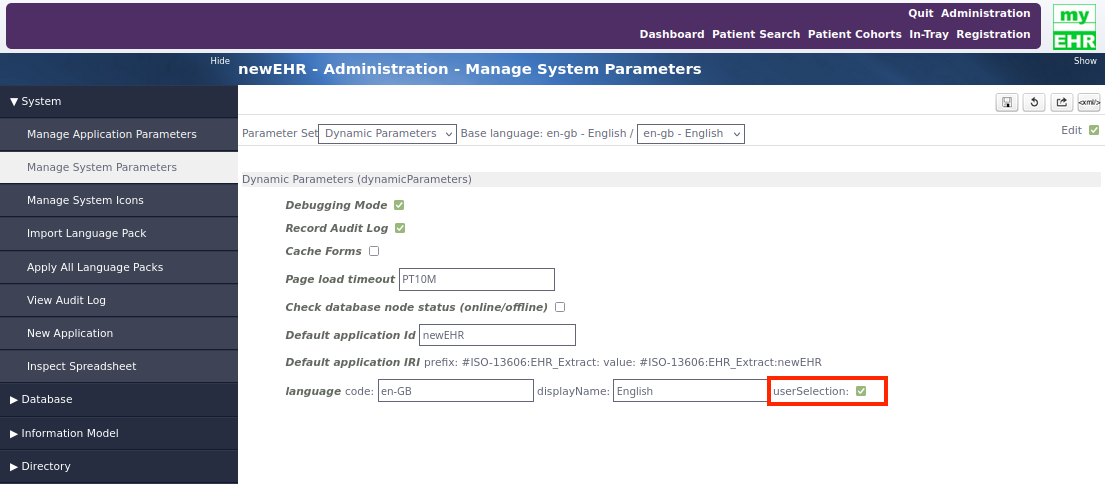 Quit Administration
my
EHR
Dashboard Patient Search Patient Cohorts In-Tray Registration
Hide
newEHR - Administration - Manage System Parameters
Show
▼ System
Manage Application Parameters
Manage System Parameters
Manage System Icons
Import Language Pack
Apply All Language Packs
View Audit Log
New Application
Inspect Spreadsheet
▶ Database
▶ Information Model
▶ Directory
<xml/>
Parameter Set Dynamic Parameters Base language: en-gb - English / en-gb - English
Edit
Dynamic Parameters (dynamicParameters)
Debugging Mode
Record Audit Log
Cache Forms
Page load timeout PT10M
Check database node status (online/offline)
Default application Id newEHR
Default application IRI prefix: #ISO-13606:EHR_Extract: value: #ISO-13606:EHR_Extract:newEHR
language code: en-GB displayName: English userSelection: